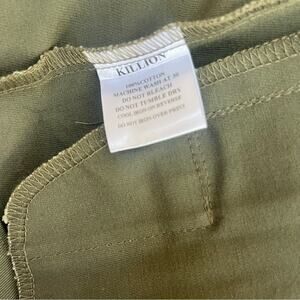 KILLION
100% COTTON
MACHINE WASH AT 30
DO NOT BLEACH
DO NOT TUMBLE DRY
COOL IRON ON REVERSE
DO NOT IRON OVER PRINT